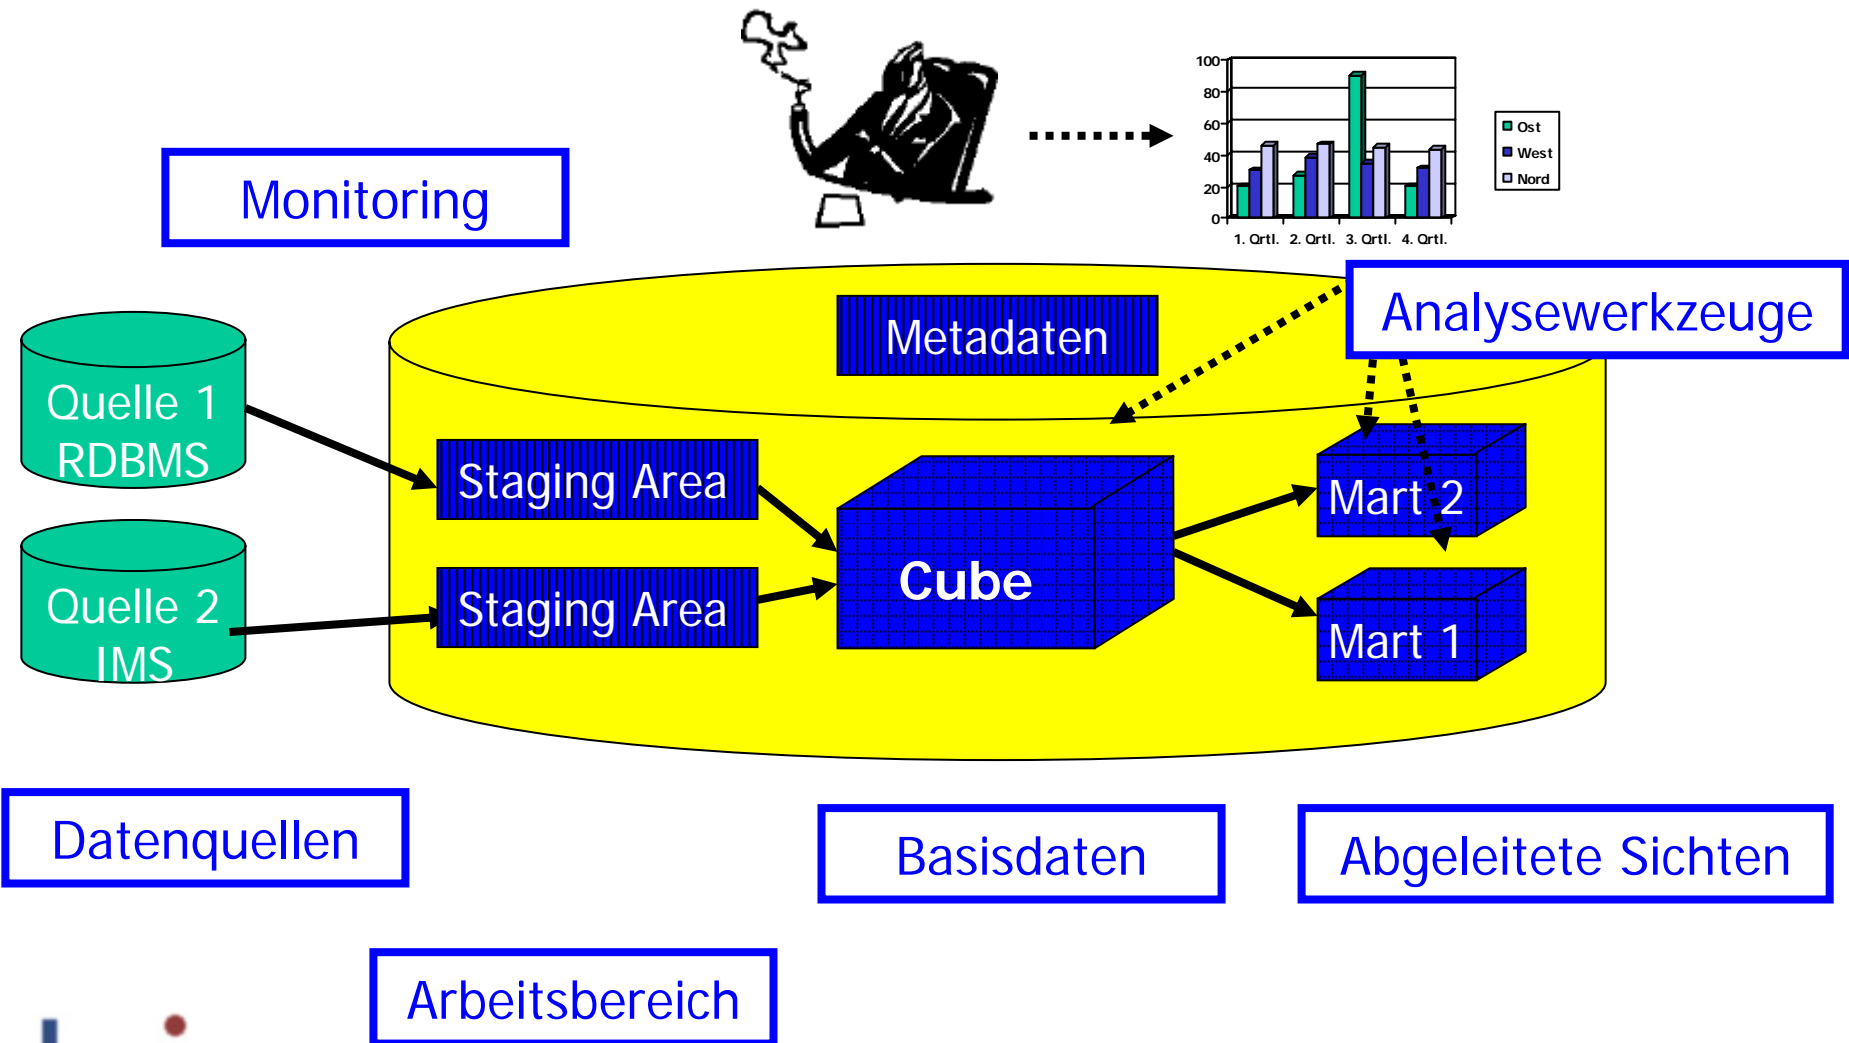 100
80
60
40
20
0
1. Qrtl. 2. Qrtl. 3. Qrtl. 4. Qrtl.
Ost
West
Nord
Monitoring
Metadaten
Analysewerkzeuge
Quelle 1
RDBMS
Quelle 2
IMS
Staging Area
Staging Area
Cube
Mart 2
Mart 1
Datenquellen
Basisdaten
Abgeleitete Sichten
Arbeitsbereich